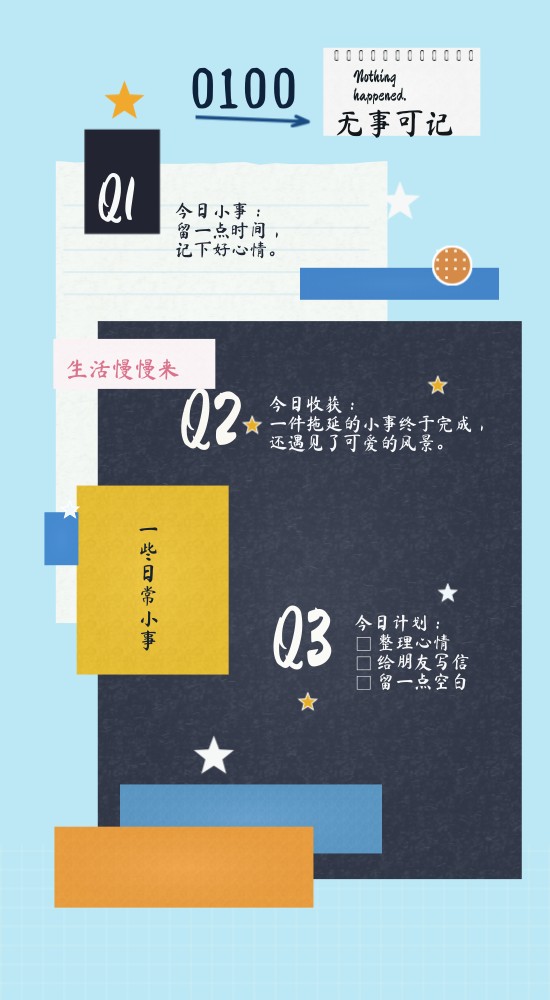 0100
Nothing
happened.
无事可记
Q1
今日小事：
留一点时间，
记下好心情。
生活慢慢来
Q2
今日收获：
一件拖延的小事终于完成，
还遇见了可爱的风景。
一些日常小事
Q3
今日计划：
□ 整理心情
□ 给朋友写信
□ 留一点空白